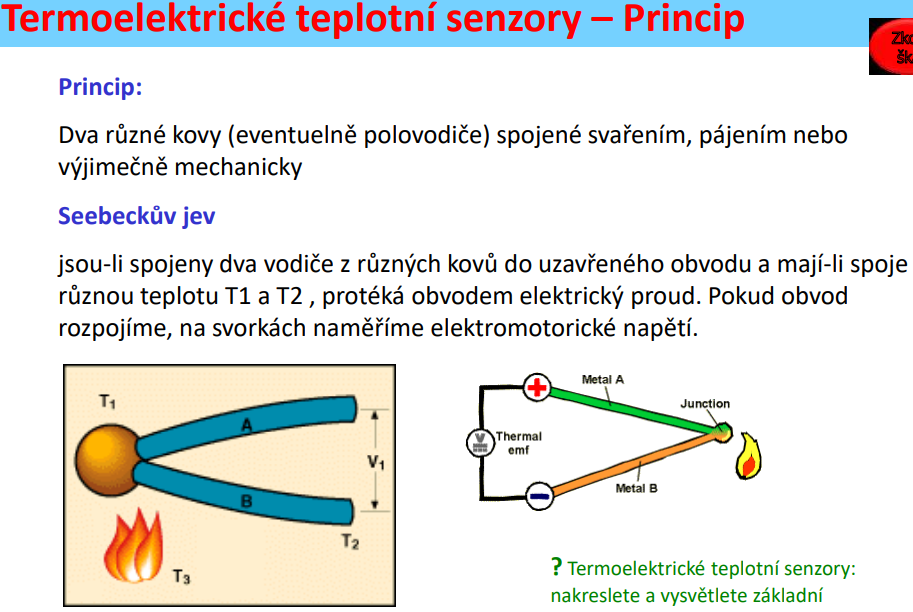 Termoelektrické teplotní senzory – Princip
Princip:
Dva různé kovy (eventuelně polovodiče) spojené svařením, pájením nebo
výjimečně mechanicky
Seebeckův jev
jsou-li spojeny dva vodiče z různých kovů do uzavřeného obvodu a mají-li spoje
různou teplotu T1 a T2 , protéká obvodem elektrický proud. Pokud obvod
rozpojíme, na svorkách naměříme elektromotorické napětí.
T1
A
V1
B
T2
T3
Metal A
Junction
+
V
Thermal
emf
Metal B
–
? Termoelektrické teplotní senzory:
nakreslete a vysvětlete základní